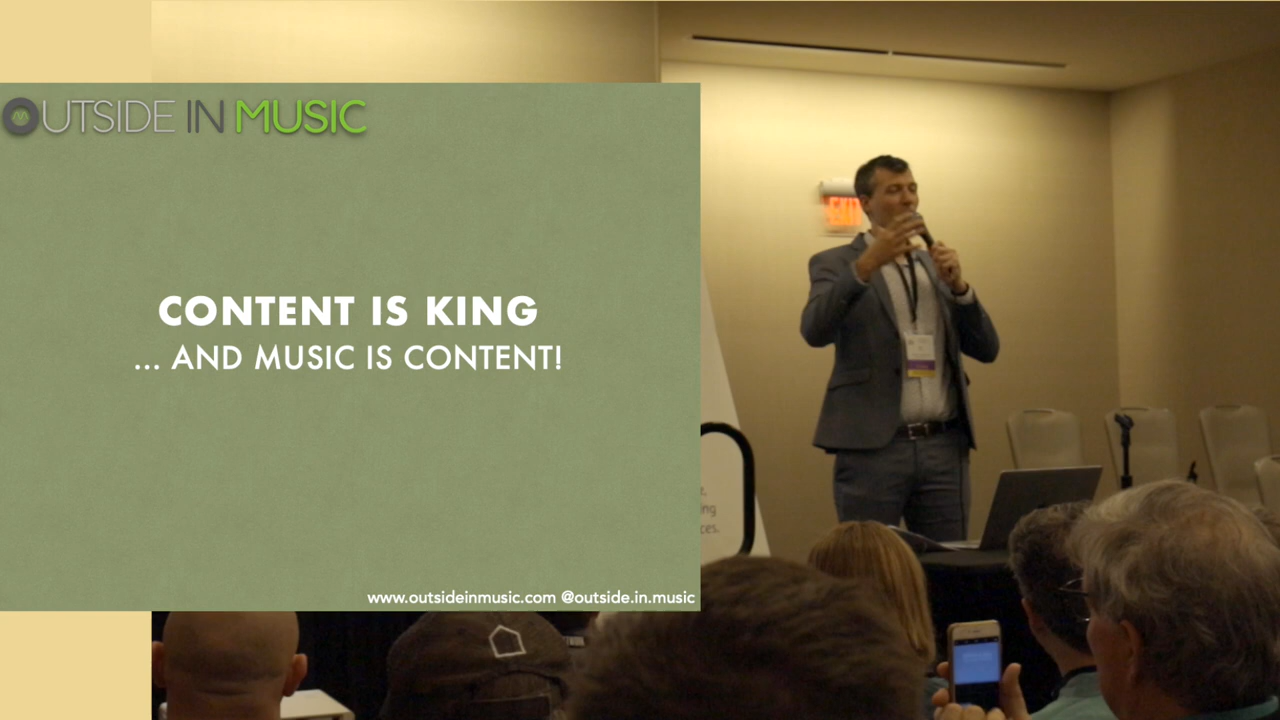 OUTSIDE IN MUSIC
CONTENT IS KING
... AND MUSIC IS CONTENT!
www.outsideinmusic.com @outside.in.music
EXIT